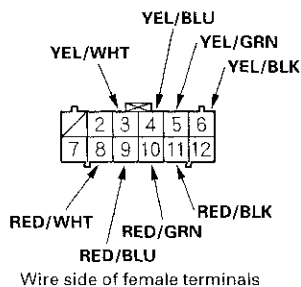 YEL/BLU
YEL/GRN
YEL/WHT
YEL/BLK
2 3 4 5 6
7 8 9 10 11 12
RED/WHT
RED/BLK
RED/GRN
RED/BLU
Wire side of female terminals